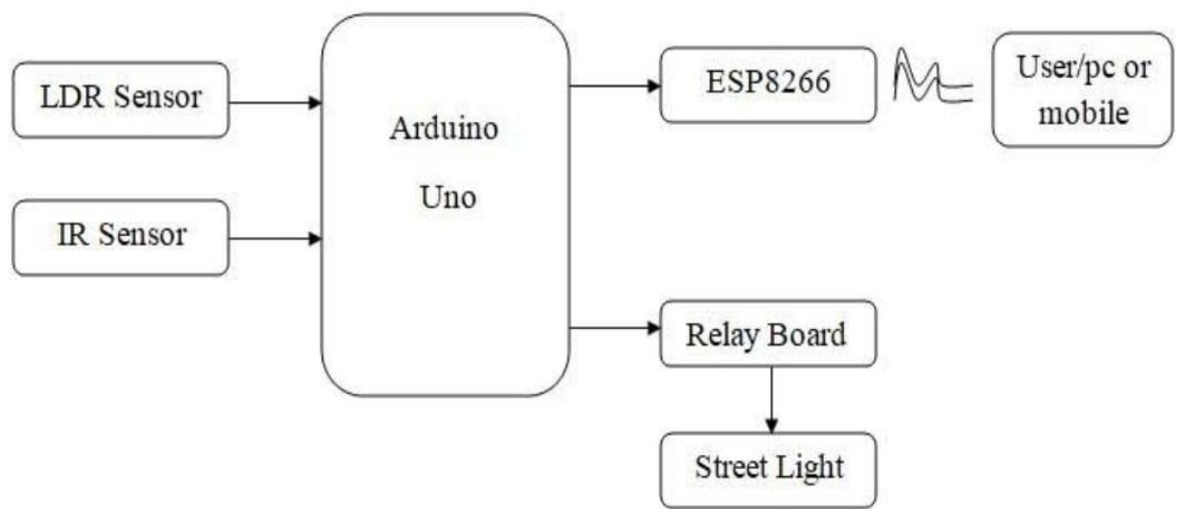 LDR Sensor
IR Sensor
Arduino
Uno
ESP8266
User/pc or
mobile
Relay Board
Street Light